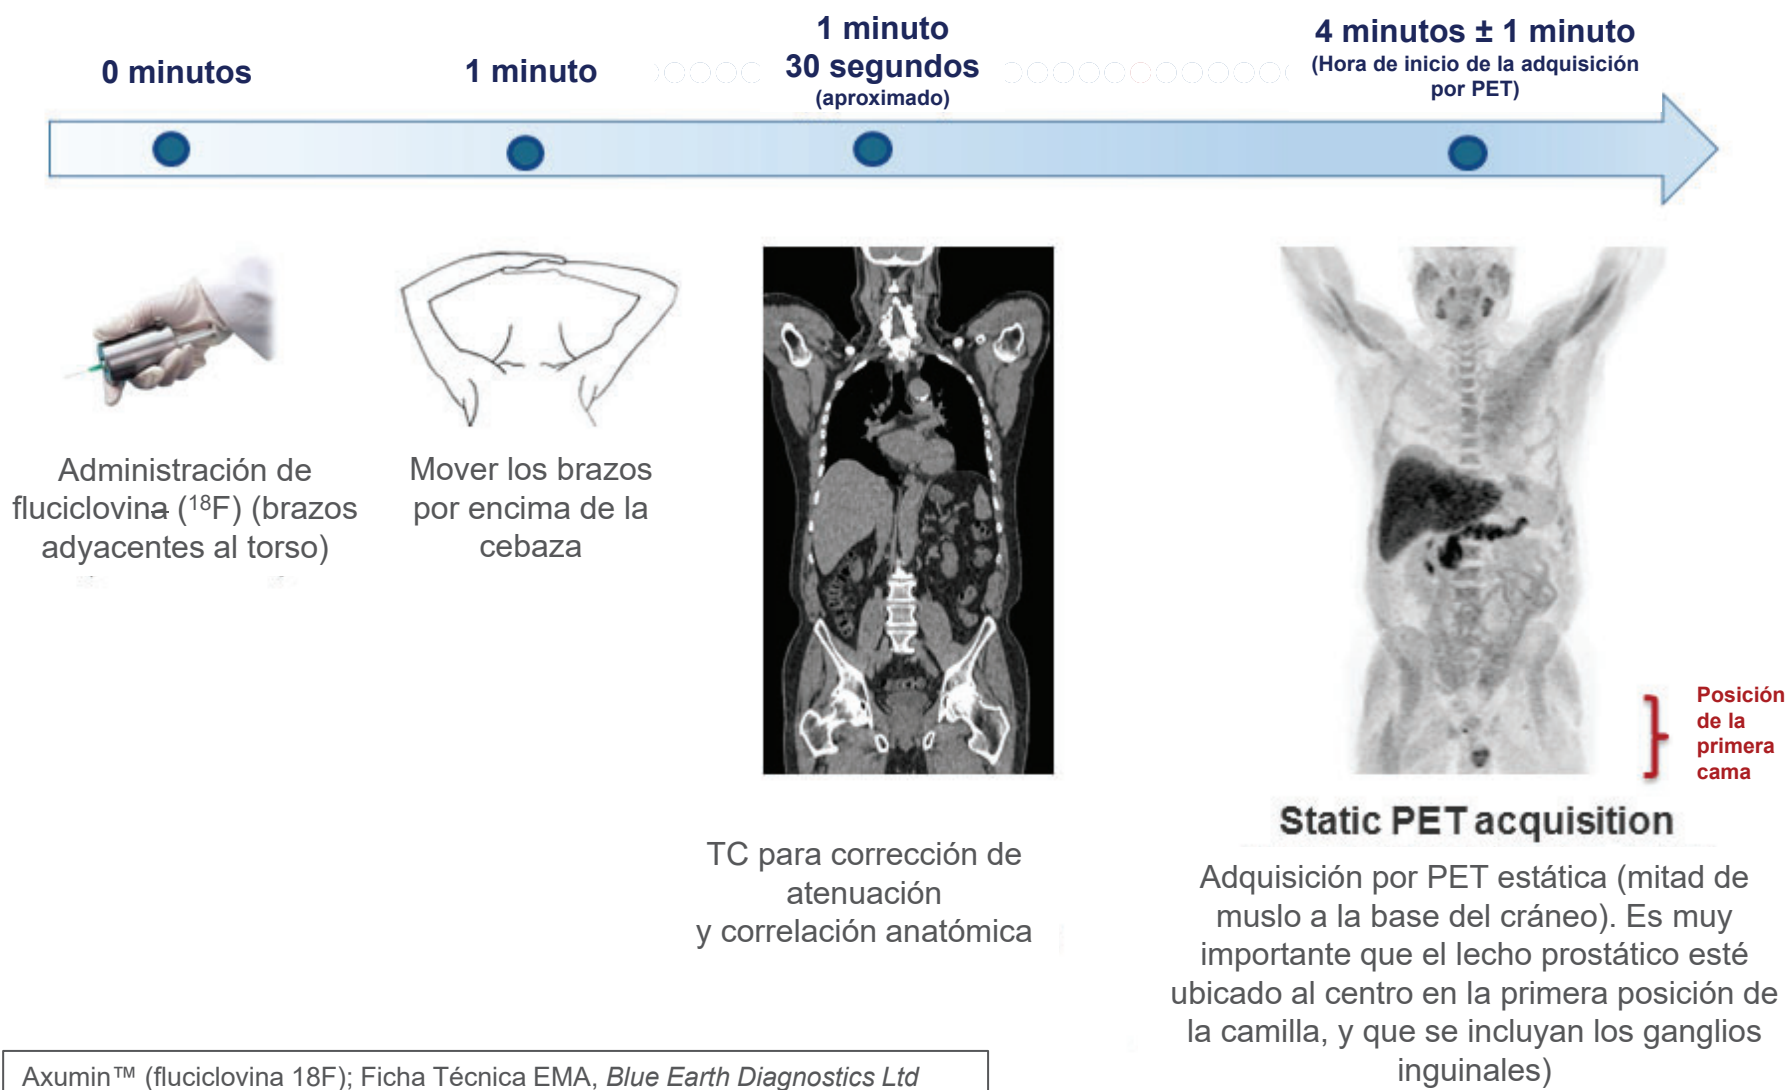 0 minutos
1 minuto
1 minuto
30 segundos
(aproximado)
4 minutos ± 1 minuto
(Hora de inicio de la adquisición
por PET)
Administración de
fluciclovina (18F) (brazos
adyacentes al torso)
Mover los brazos
por encima de la
cebaza
TC para corrección de
atenuación
y correlación anatómica
Posición
de la
primera
cama
Static PET acquisition
Adquisición por PET estática (mitad de
muslo a la base del cráneo). Es muy
importante que el lecho prostático esté
ubicado al centro en la primera posición de
la camilla, y que se incluyan los ganglios
inguinales)
Axumin™ (fluciclovina 18F); Ficha Técnica EMA, Blue Earth Diagnostics Ltd